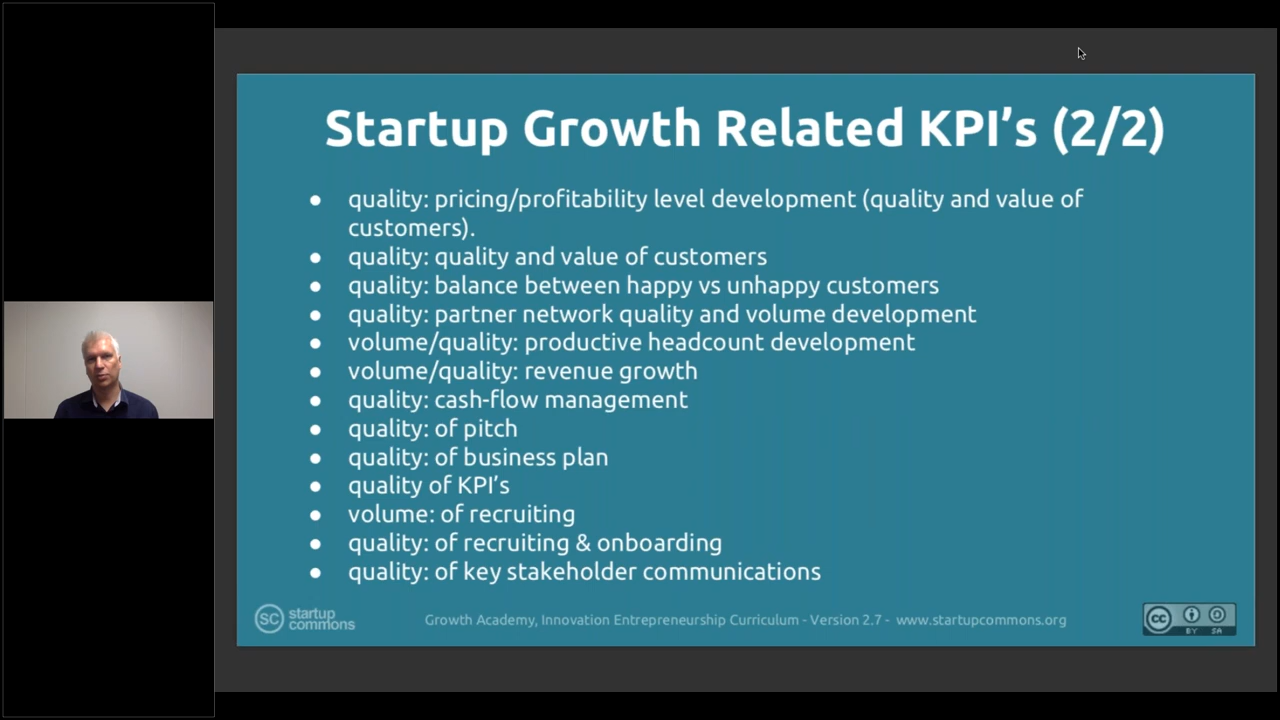 Startup Growth Related KPI's (2/2)
● quality: pricing/profitability level development (quality and value of
customers).
● quality: quality and value of customers
● quality: balance between happy vs unhappy customers
● quality: partner network quality and volume development
● volume/quality: productive headcount development
● volume/quality: revenue growth
● quality: cash-flow management
● quality: of pitch
● quality: of business plan
● quality of KPI's
● volume: of recruiting
● quality: of recruiting & onboarding
● quality: of key stakeholder communications
SC startup
commons
Growth Academy, Innovation Entrepreneurship Curriculum - Version 2.7 - www.startupcommons.org
cc
BY SA